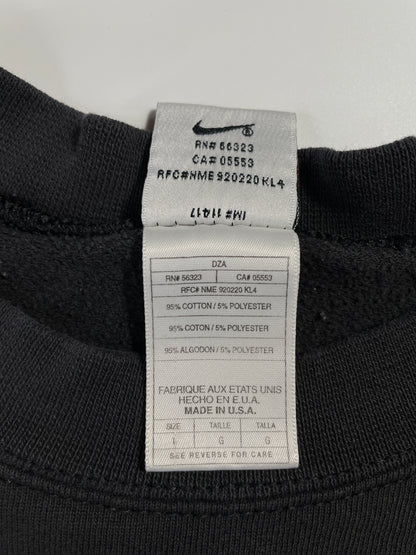 ®
RN# 56323
CA# 05553
RFC#NME 920220 KL4
IM# 11417
DZA
RN# 56323 CA# 05553
RFC# NME 920220 KL4
95% COTTON / 5% POLYESTER
95% COTON / 5% POLYESTER
95% ALGODON / 5% POLYESTER
FABRIQUE AUX ETATS UNIS
HECHO EN E.U.A.
MADE IN U.S.A.
SIZE TAILLE TALLA
L G G
SEE REVERSE FOR CARE